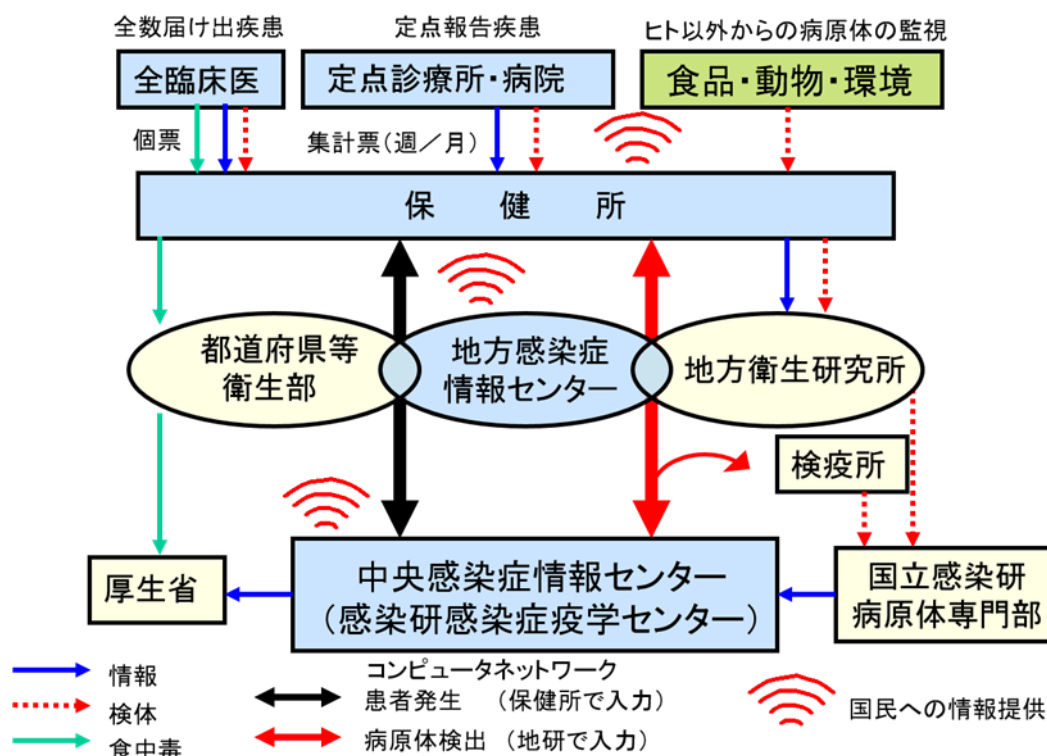 全数届け出疾患
定点報告疾患
ヒト以外からの病原体の監視
全臨床医
定点診療所・病院
食品・動物・環境
個票
集計票(週／月)
保　健　所
都道府県等
衛生部
地方感染症
情報センター
地方衛生研究所
検疫所
厚生省
中央感染症情報センター
(感染研感染症疫学センター)
国立感染研
病原体専門部
情報
検体
食中毒
コンピュータネットワーク
患者発生　(保健所で入力)
病原体検出　(地研で入力)
国民への情報提供